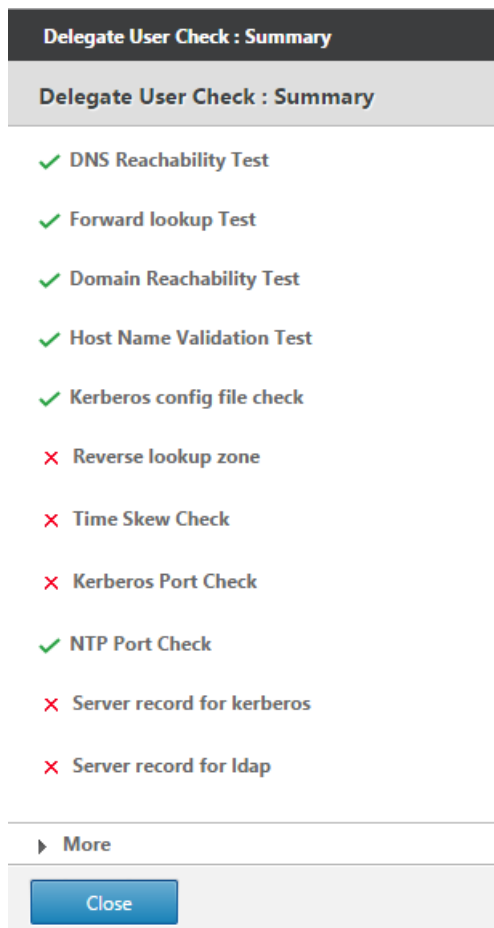 Delegate User Check : Summary
Delegate User Check : Summary
DNS Reachability Test
Forward lookup Test
Domain Reachability Test
Host Name Validation Test
Kerberos config file check
Reverse lookup zone
Time Skew Check
Kerberos Port Check
NTP Port Check
Server record for kerberos
Server record for ldap
More
Close